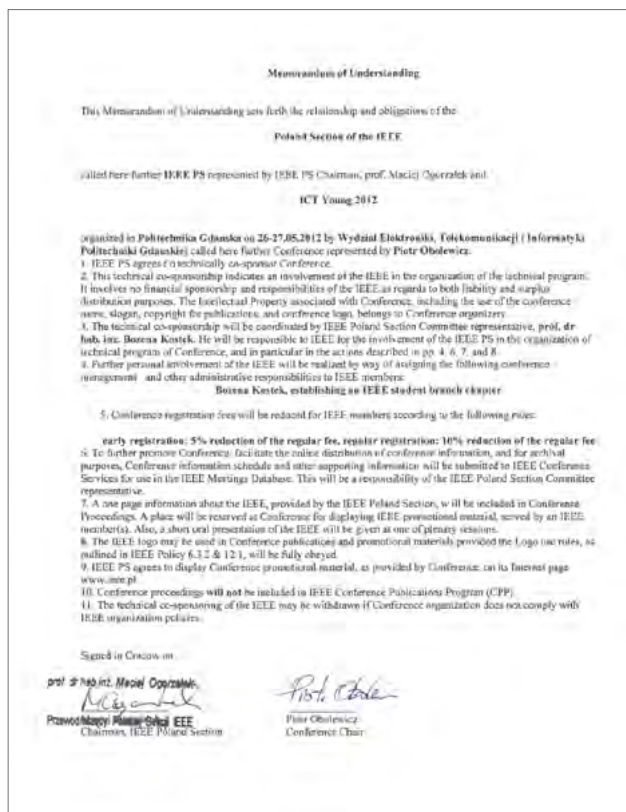 Memorandum of Understanding
This Memorandum of Understanding sets forth the relationship and obligations of the
Poland Section of the IEEE
called here further IEEE PS represented by IEEE PS Chairman, prof. Maciej Ogorzałek and
ICT Young 2012
organized in Politechnika Gdanska on 26-27.05.2012 by Wydzial Elektroniki, Telekomunikacji i Informatyki
Politechniki Gdanskiej called here further Conference represented by Piotr Obolewicz.
1. IEEE PS agrees to technically co-sponsor Conference.
2. This technical co-sponsorship indicates an involvement of the IEEE in the organization of the technical program.
It involves no financial sponsorship and responsibilities of the IEEE as regards to both liability and surplus
distribution purposes. The Intellectual Property associated with Conference, including the use of the conference
name, slogan, copyright for publications, and conference logo, belongs to Conference organizers.
3. The technical co-sponsorship will be coordinated by IEEE Poland Section Committee representative, prof. dr
hab. inz. Bozena Kostek. He will be responsible to IEEE for the involvement of the IEEE PS in the organization of
technical program of Conference, and in particular in the actions described in pp. 4, 6, 7, and 8.
4. Further personal involvement of the IEEE will be realized by way of assigning the following conference
management and other administrative responsibilities to IEEE members:
Bozena Kostek, establishing an IEEE student branch chapter
5. Conference registration fees will be reduced for IEEE members according to the following rules:
early registration: 5% reduction of the regular fee, regular registration: 10% reduction of the regular fee
6. To further promote Conference, facilitate the online distribution of conference information, and for archival
purposes, Conference information schedule and other supporting information will be submitted to IEEE Conference
Services for use in the IEEE Meetings Database. This will be a responsibility of the IEEE Poland Section Committee
representative.
7. A one page information about the IEEE, provided by the IEEE Poland Section, will be included in Conference
Proceedings. A place will be reserved at Conference for displaying IEEE promotional material, served by an IEEE
member(s). Also, a short oral presentation of the IEEE will be given at one of plenary sessions.
8. The IEEE logo may be used in Conference publications and promotional materials provided the Logo use rules, as
outlined in IEEE Policy 6.3.2 & 12.1, will be fully obeyed.
9. IEEE PS agrees to display Conference promotional material, as provided by Conference, on its Internet page
www.ieee.pl
10. Conference proceedings will not be included in IEEE Conference Publications Program (CPP)
11. The technical co-sponsoring of the IEEE may be withdrawn if Conference organization does not comply with
IEEE organization policies.
Signed in Cracow on
prof. dr hab. inż. Maciej Ogorzałek
IEEE
Chairman, IEEE Poland Section
Piotr Obolewicz
Conference Chair